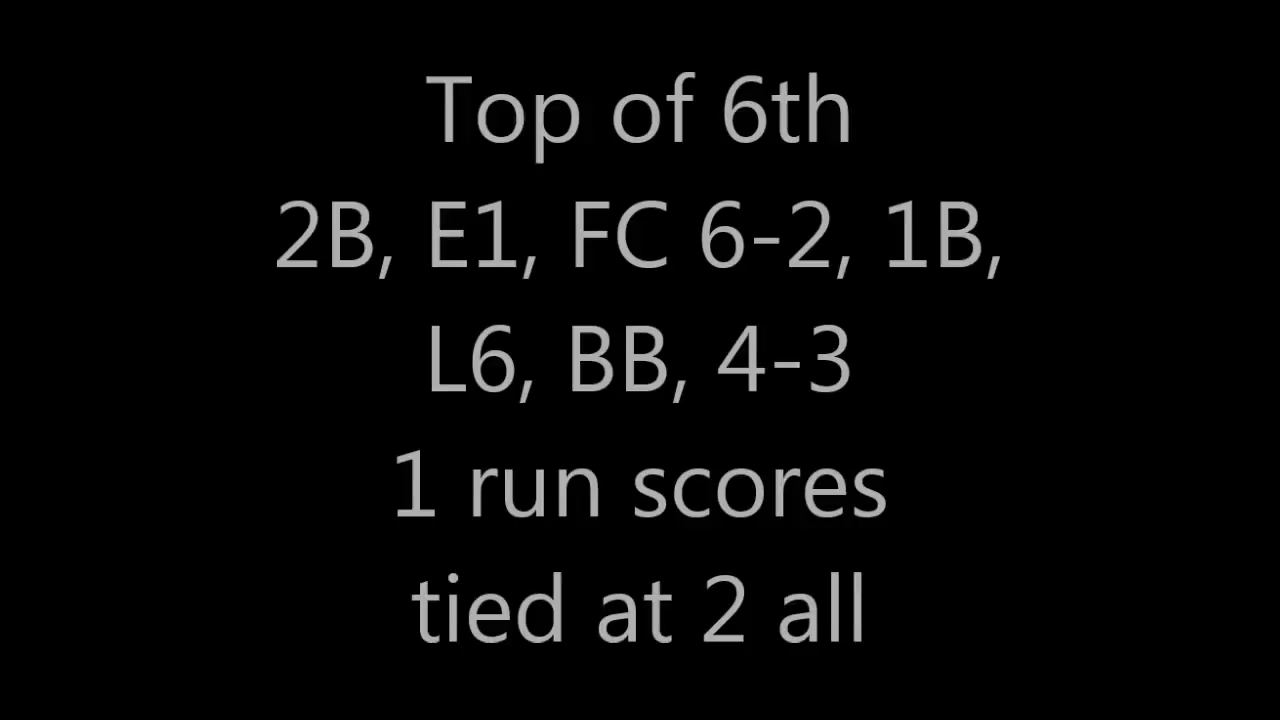 Top of 6th
2B, E1, FC 6-2, 1B,
L6, BB, 4-3
1 run scores
tied at 2 all